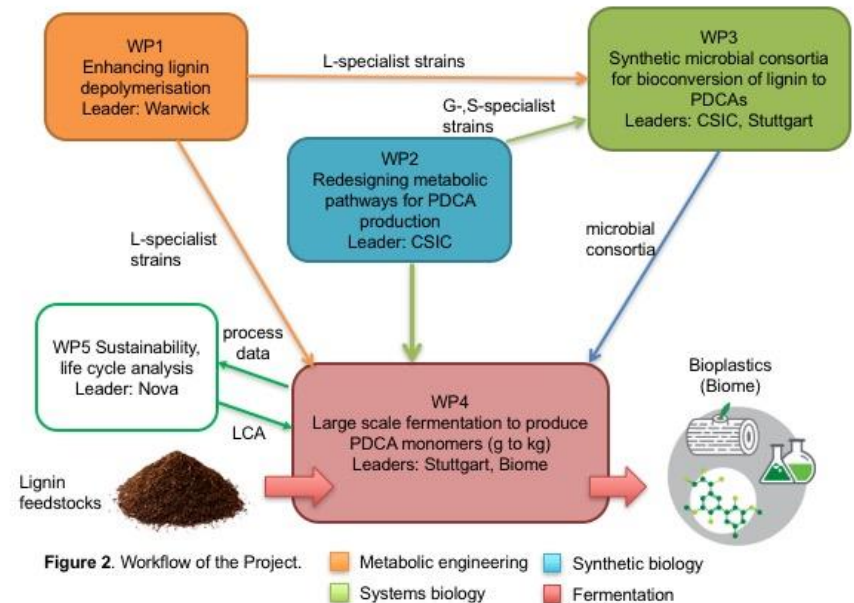 WP1
Enhancing lignin
depolymerisation
Leader: Warwick
L-specialist strains
WP3
Synthetic microbial consortia
for bioconversion of lignin to
PDCAs
Leaders: CSIC, Stuttgart
G-,S-specialist
strains
WP2
Redesigning metabolic
pathways for PDCA
production
Leader: CSIC
L-specialist
strains
microbial
consortia
WP5 Sustainability,
life cycle analysis
Leader: Nova
process
data
LCA
WP4
Large scale fermentation to produce
PDCA monomers (g to kg)
Leaders: Stuttgart, Biome
Bioplastics
(Biome)
Lignin
feedstocks
Figure 2. Workflow of the Project.
Metabolic engineering
Synthetic biology
Systems biology
Fermentation